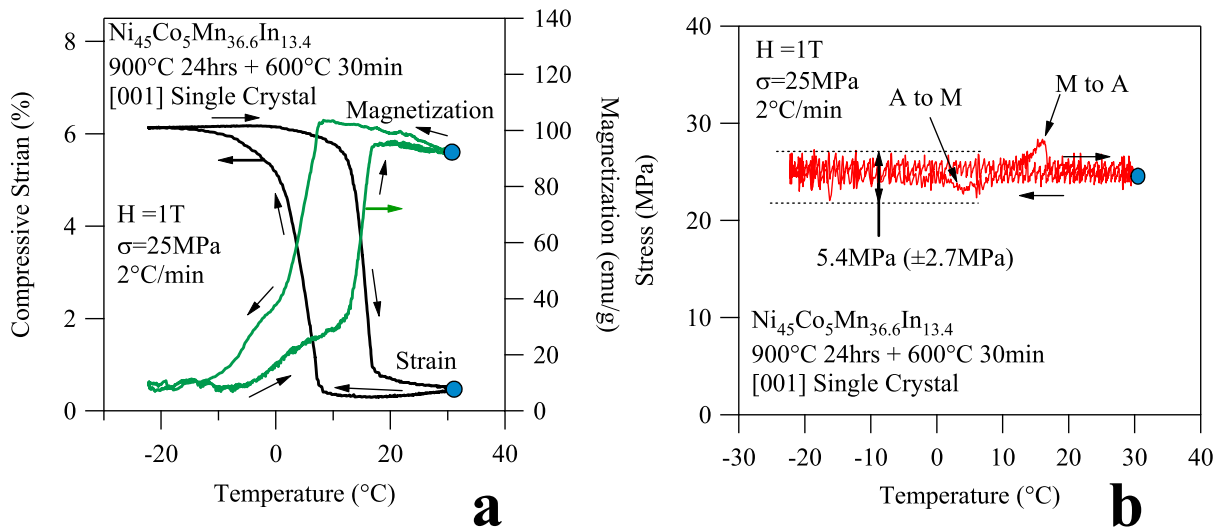 8
6
4
2
0
Compressive Strian (%)
Ni₄₅Co₅Mn₃₆.₆In₁₃.₄
900°C 24hrs + 600°C 30min
[001] Single Crystal
Magnetization
H =1T
σ=25MPa
2°C/min
Strain
140
120
100
80
60
40
20
0
Magnetization (emu/g)
-20 0 20 40
Temperature (°C)
a
b
40
30
20
10
0
Stress (MPa)
H =1T
σ=25MPa
2°C/min
A to M
M to A
5.4MPa (±2.7MPa)
Ni₄₅Co₅Mn₃₆.₆In₁₃.₄
900°C 24hrs + 600°C 30min
[001] Single Crystal
-30 -20 -10 0 10 20 30 40
Temperature (°C)
b